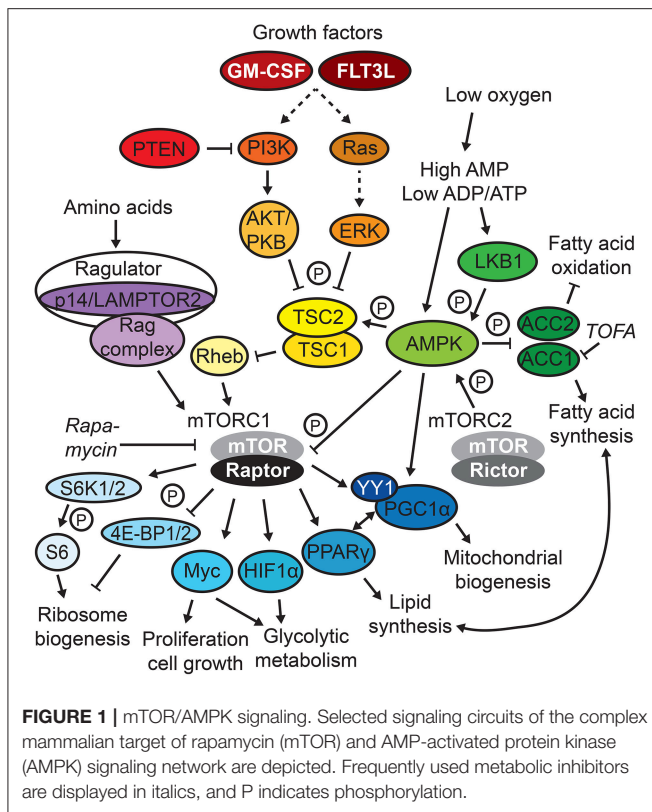 Growth factors
GM-CSF FLT3L
Low oxygen
PTEN PI3K Ras
High AMP
Low ADP/ATP
Amino acids
AKT/
PKB
ERK
LKB1
Fatty acid
oxidation
Ragulator
p14/LAMPTOR2
Rag
complex
P
P
P
P
TSC2
TSC1
Rheb
AMPK
ACC2
ACC1
TOFA
mTORC1
P
mTORC2
Fatty acid
synthesis
Rapa-
mycin
mTOR
Raptor
P
mTOR
Rictor
S6K1/2
P
P
YY1
PGC1α
S6
4E-BP1/2
Myc HIF1α PPARγ
Mitochondrial
biogenesis
Ribosome
biogenesis
Proliferation
cell growth
Glycolytic
metabolism
Lipid
synthesis
FIGURE 1 | mTOR/AMPK signaling. Selected signaling circuits of the complex
mammalian target of rapamycin (mTOR) and AMP-activated protein kinase
(AMPK) signaling network are depicted. Frequently used metabolic inhibitors
are displayed in italics, and P indicates phosphorylation.